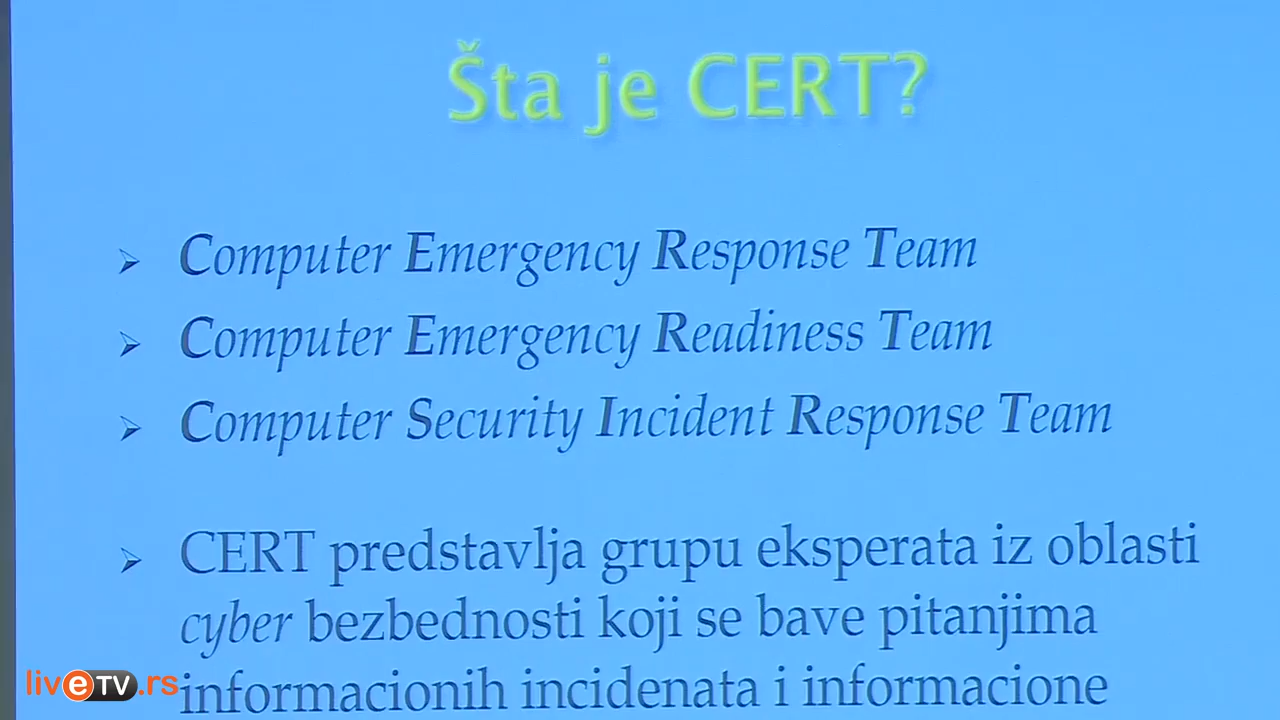 Šta je CERT?
Computer Emergency Response Team
Computer Emergency Readiness Team
Computer Security Incident Response Team
CERT predstavlja grupu eksperata iz oblasti
cyber bezbednosti koji se bave pitanjima
informacionih incidenata i informacione
liveTV.rs